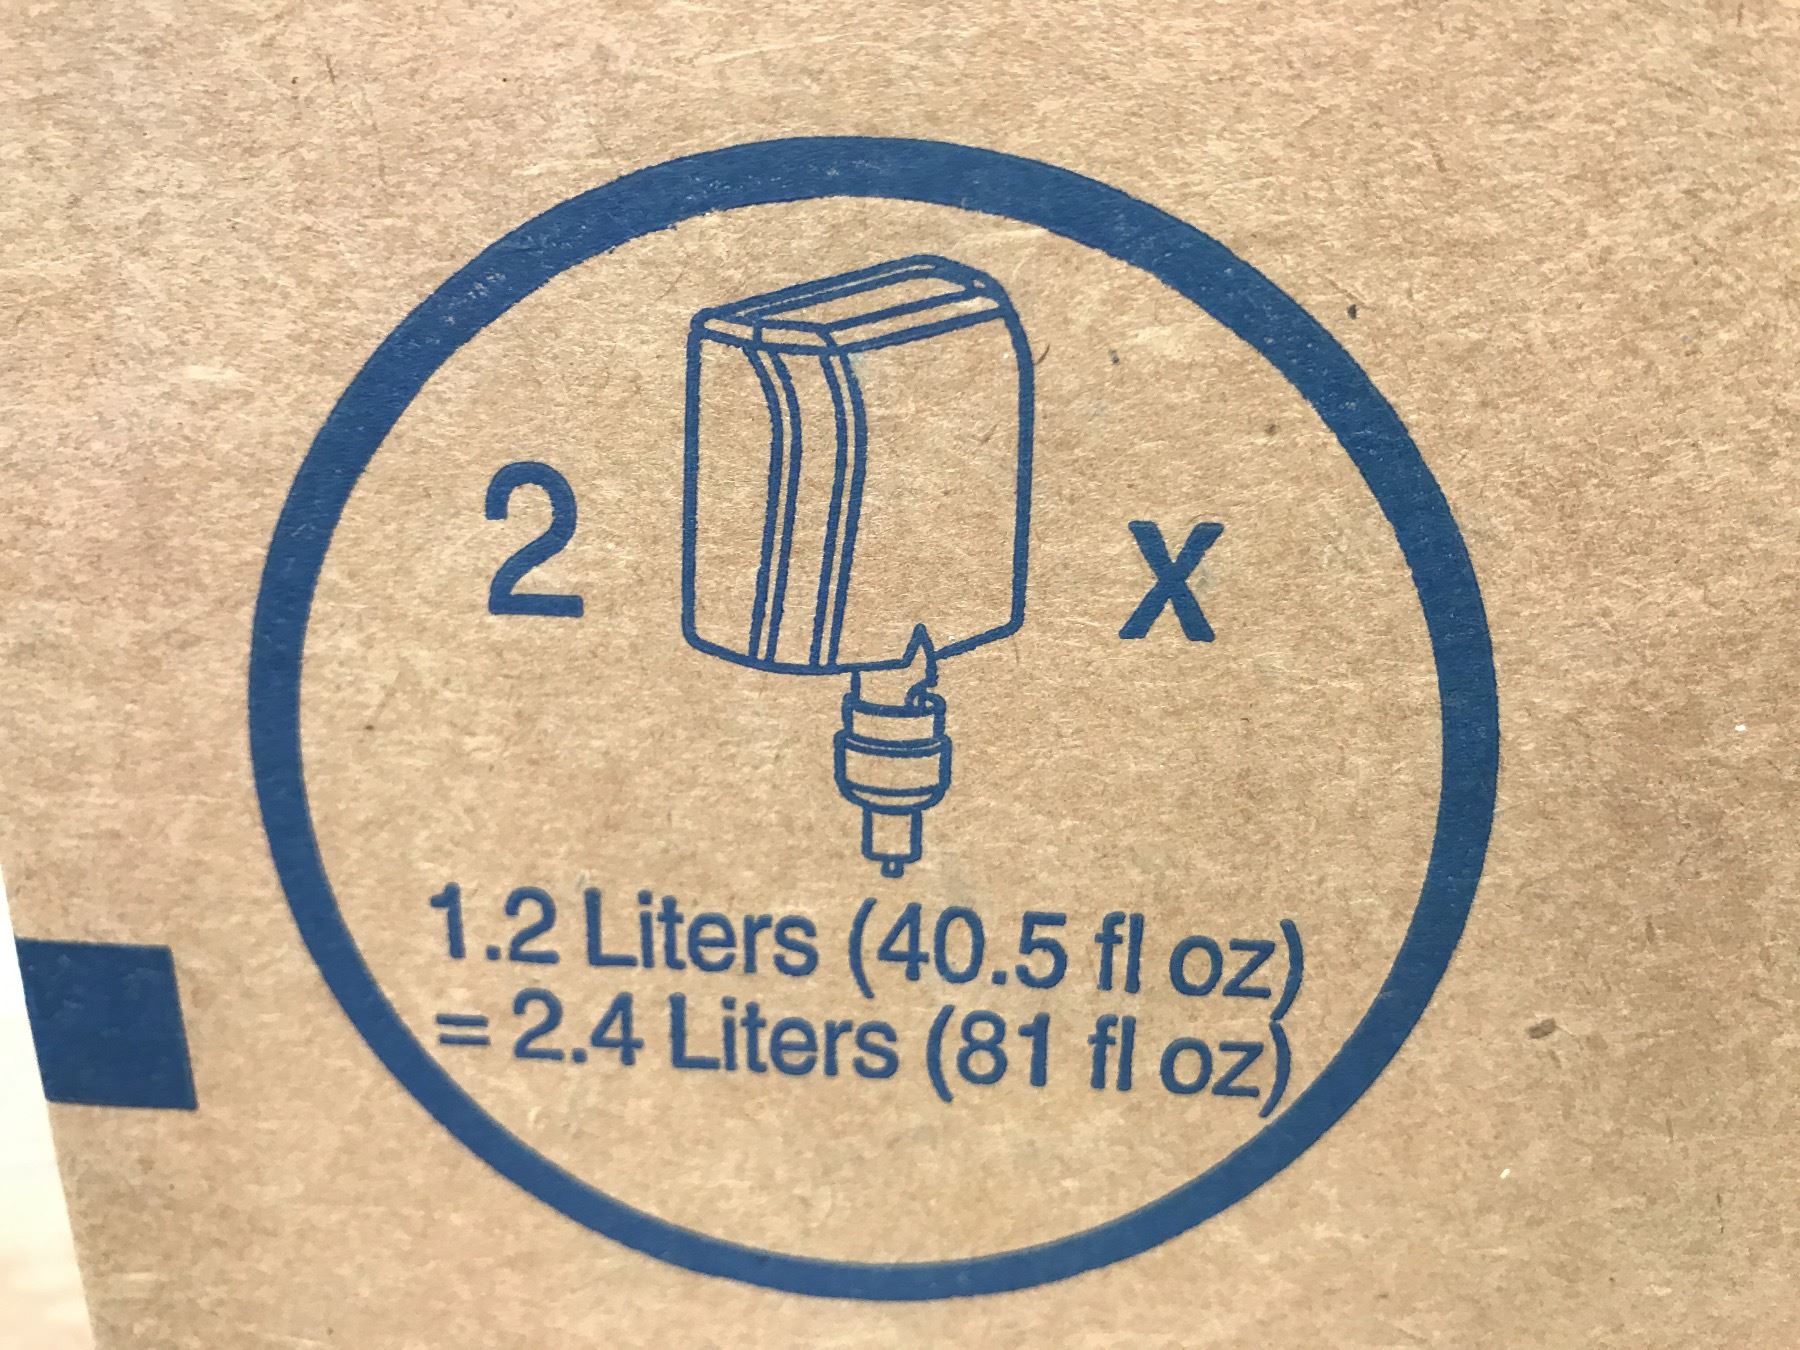 2 x
1.2 Liters (40.5 fl oz)
= 2.4 Liters (81 fl oz)